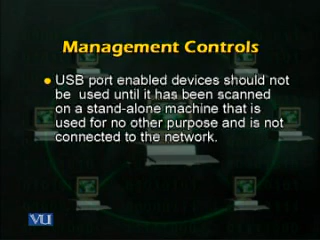 Management Controls
USB port enabled devices should not
be used until it has been scanned
on a stand-alone machine that is
used for no other purpose and is not
connected to the network.
VU